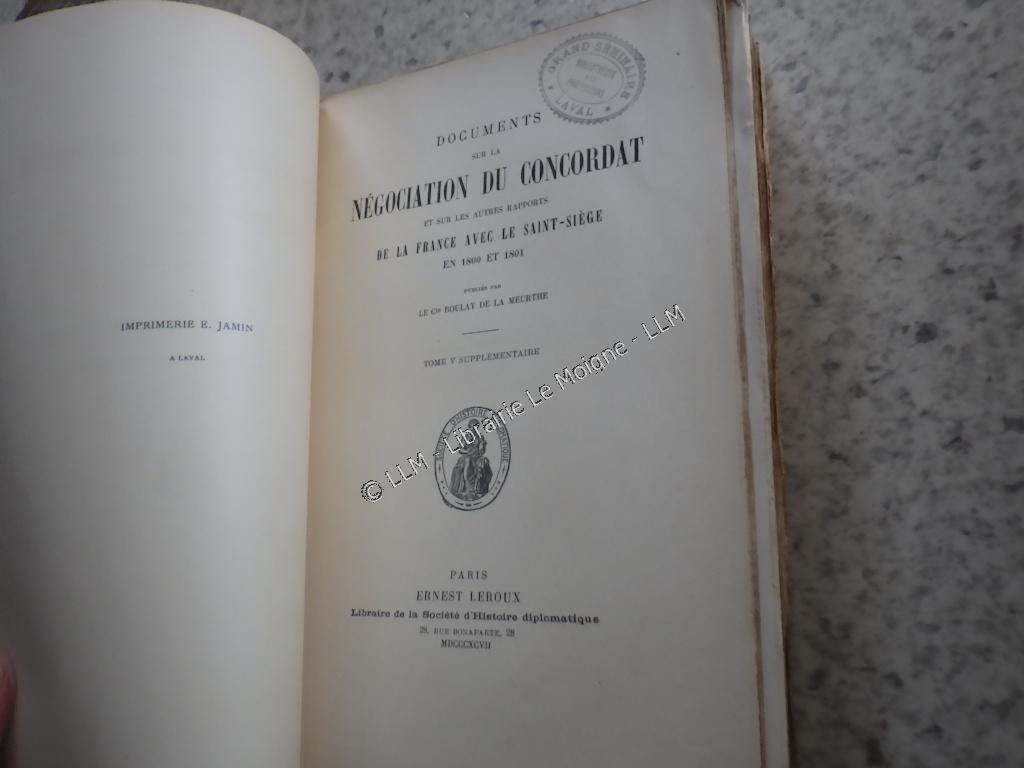 IMPRIMERIE E. JAMIN
A LAVAL
GRAND SÉMINAIRE
LAVAL
DOCUMENTS
SUR LA
NÉGOCIATION DU CONCORDAT
ET SUR LES AUTRES RAPPORTS
DE LA FRANCE AVEC LE SAINT-SIÈGE
EN 1800 ET 1801
PUBLIÉS PAR
LE Cte BOULAY DE LA MEURTHE
TOME V SUPPLÉMENTAIRE
© LLM - Librairie Le Moigne - LLM
PARIS
ERNEST LEROUX
Libraire de la Société d'Histoire diplomatique
28, RUE BONAPARTE, 28
MDCCCXCVII